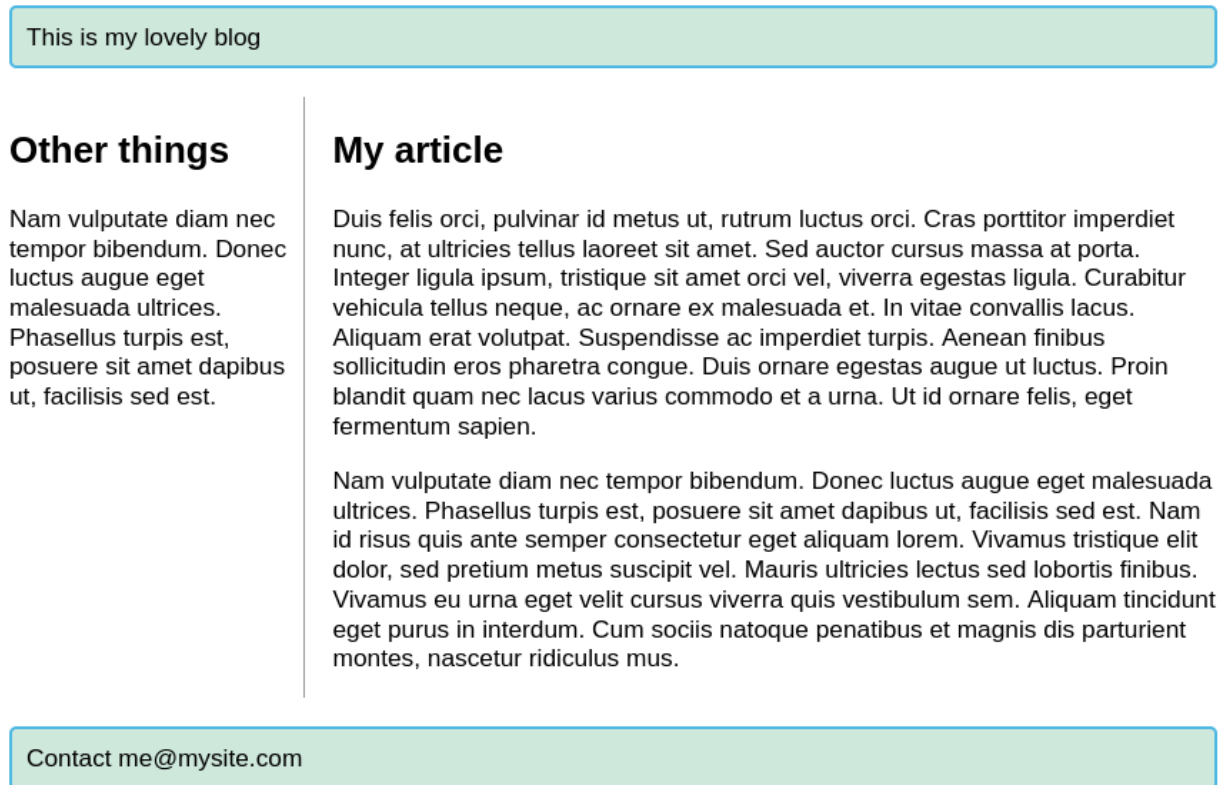 This is my lovely blog
Other things
Nam vulputate diam nec
tempor bibendum. Donec
luctus augue eget
malesuada ultrices.
Phasellus turpis est,
posuere sit amet dapibus
ut, facilisis sed est.
My article
Duis felis orci, pulvinar id metus ut, rutrum luctus orci. Cras porttitor imperdiet
nunc, at ultricies tellus laoreet sit amet. Sed auctor cursus massa at porta.
Integer ligula ipsum, tristique sit amet orci vel, viverra egestas ligula. Curabitur
vehicula tellus neque, ac ornare ex malesuada et. In vitae convallis lacus.
Aliquam erat volutpat. Suspendisse ac imperdiet turpis. Aenean finibus
sollicitudin eros pharetra congue. Duis ornare egestas augue ut luctus. Proin
blandit quam nec lacus varius commodo et a urna. Ut id ornare felis, eget
fermentum sapien.
Nam vulputate diam nec tempor bibendum. Donec luctus augue eget malesuada
ultrices. Phasellus turpis est, posuere sit amet dapibus ut, facilisis sed est. Nam
id risus quis ante semper consectetur eget aliquam lorem. Vivamus tristique elit
dolor, sed pretium metus suscipit vel. Mauris ultricies lectus sed lobortis finibus.
Vivamus eu urna eget velit cursus viverra quis vestibulum sem. Aliquam tincidunt
eget purus in interdum. Cum sociis natoque penatibus et magnis dis parturient
montes, nascetur ridiculus mus.
Contact me@mysite.com